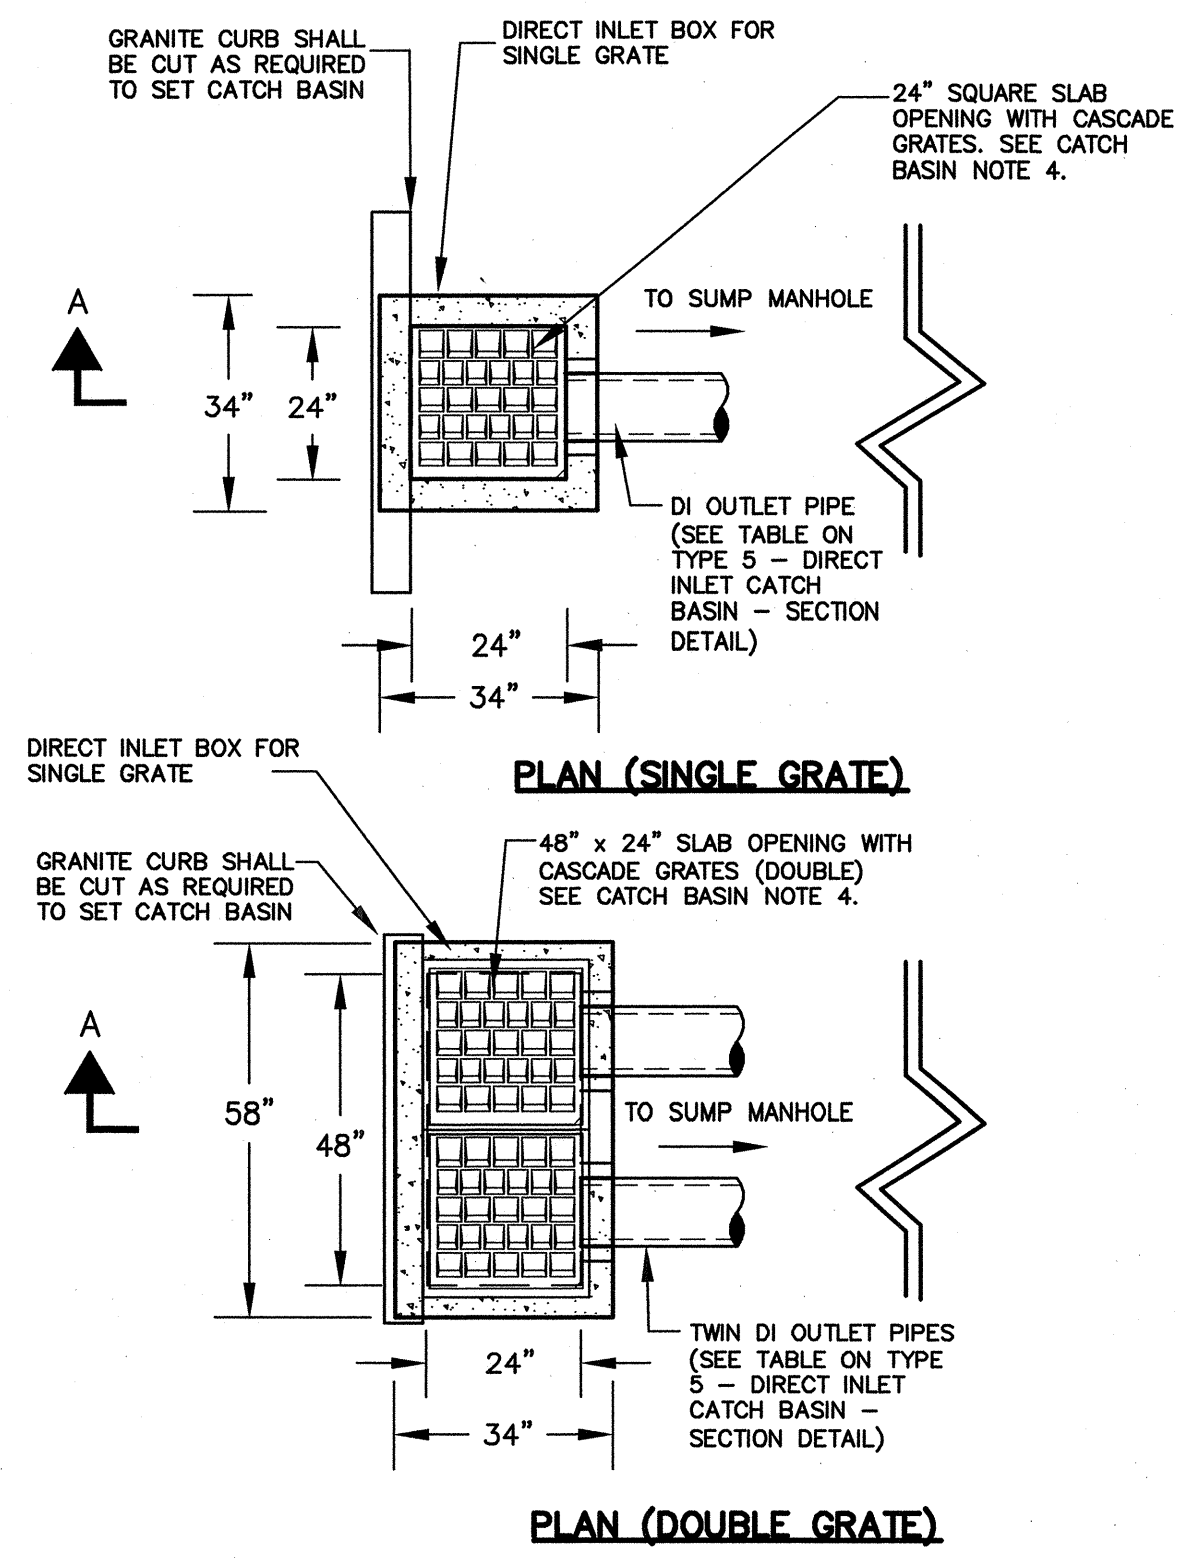 GRANITE CURB SHALL
BE CUT AS REQUIRED
TO SET CATCH BASIN
DIRECT INLET BOX FOR
SINGLE GRATE
24" SQUARE SLAB
OPENING WITH CASCADE
GRATES. SEE CATCH
BASIN NOTE 4.
A
TO SUMP MANHOLE
34"
24"
DI OUTLET PIPE
(SEE TABLE ON
TYPE 5 – DIRECT
INLET CATCH
BASIN – SECTION
DETAIL)
24"
34"
PLAN (SINGLE GRATE)
DIRECT INLET BOX FOR
SINGLE GRATE
48" x 24" SLAB OPENING WITH
CASCADE GRATES (DOUBLE)
SEE CATCH BASIN NOTE 4.
GRANITE CURB SHALL
BE CUT AS REQUIRED
TO SET CATCH BASIN
A
58"
48"
TO SUMP MANHOLE
TWIN DI OUTLET PIPES
(SEE TABLE ON TYPE
5 – DIRECT INLET
CATCH BASIN –
SECTION DETAIL)
24"
34"
PLAN (DOUBLE GRATE)